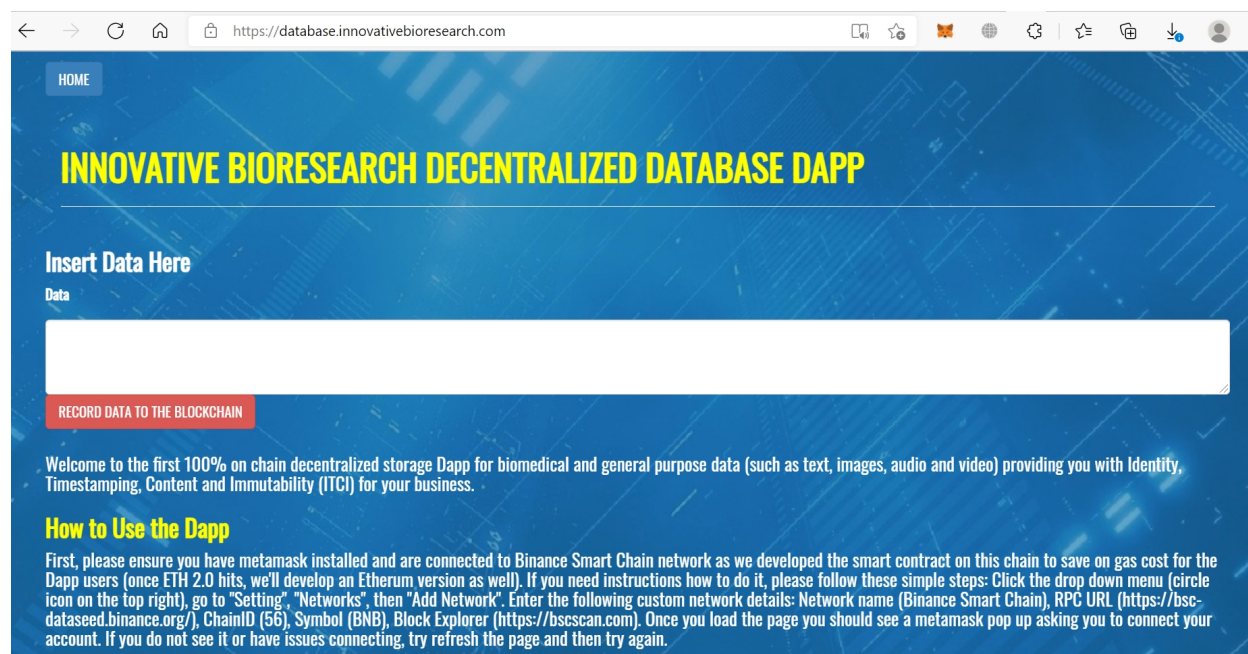 https://database.innovativebioresearch.com
HOME
INNOVATIVE BIORESEARCH DECENTRALIZED DATABASE DAPP
Insert Data Here
Data
RECORD DATA TO THE BLOCKCHAIN
Welcome to the first 100% on chain decentralized storage Dapp for biomedical and general purpose data (such as text, images, audio and video) providing you with Identity,
Timestamping, Content and Immutability (ITCI) for your business.
How to Use the Dapp
First, please ensure you have metamask installed and are connected to Binance Smart Chain network as we developed the smart contract on this chain to save on gas cost for the
Dapp users (once ETH 2.0 hits, we'll develop an Etherum version as well). If you need instructions how to do it, please follow these simple steps: Click the drop down menu (circle
icon on the top right), go to "Setting", "Networks", then "Add Network". Enter the following custom network details: Network name (Binance Smart Chain), RPC URL (https://bsc-
dataseed.binance.org/), ChainID (56), Symbol (BNB), Block Explorer (https://bscscan.com). Once you load the page you should see a metamask pop up asking you to connect your
account. If you do not see it or have issues connecting, try refresh the page and then try again.